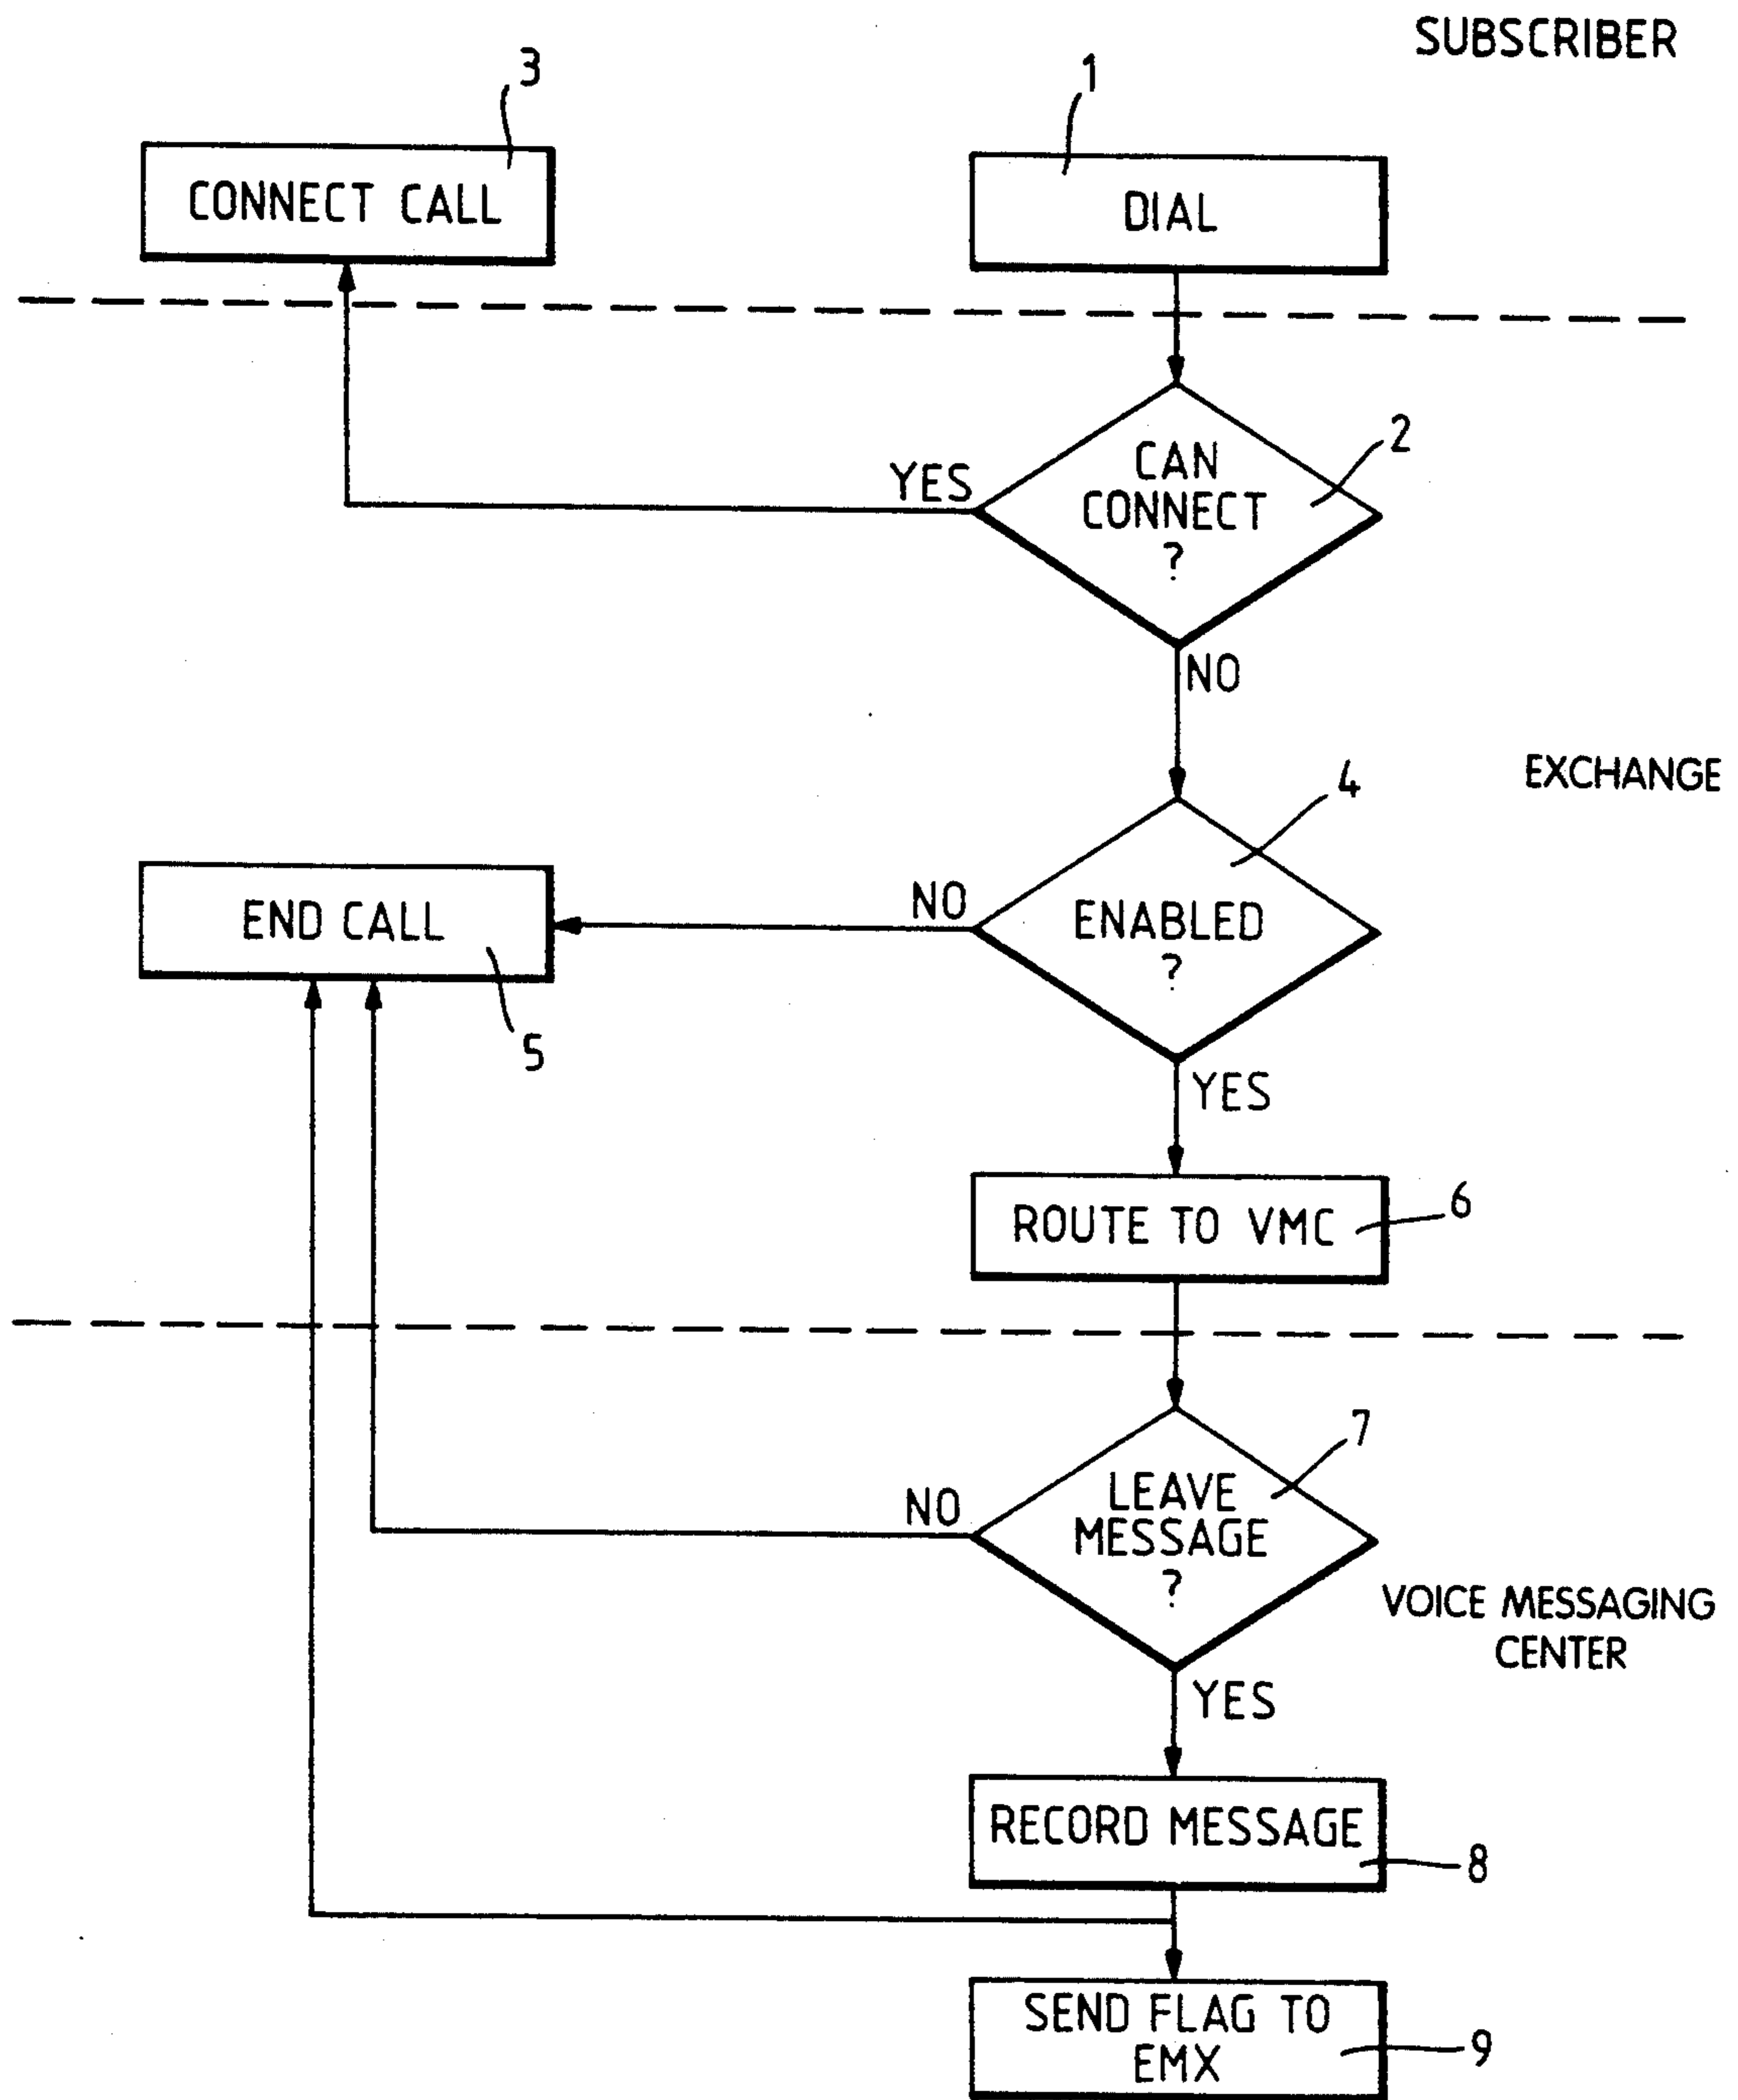 SUBSCRIBER
3
1
CONNECT CALL
DIAL
2
YES
CAN
CONNECT
?
NO
EXCHANGE
4
END CALL
NO
ENABLED
?
5
YES
ROUTE TO VMC
6
7
NO
LEAVE
MESSAGE
?
VOICE MESSAGING
CENTER
YES
RECORD MESSAGE
8
SEND FLAG TO
EMX
9